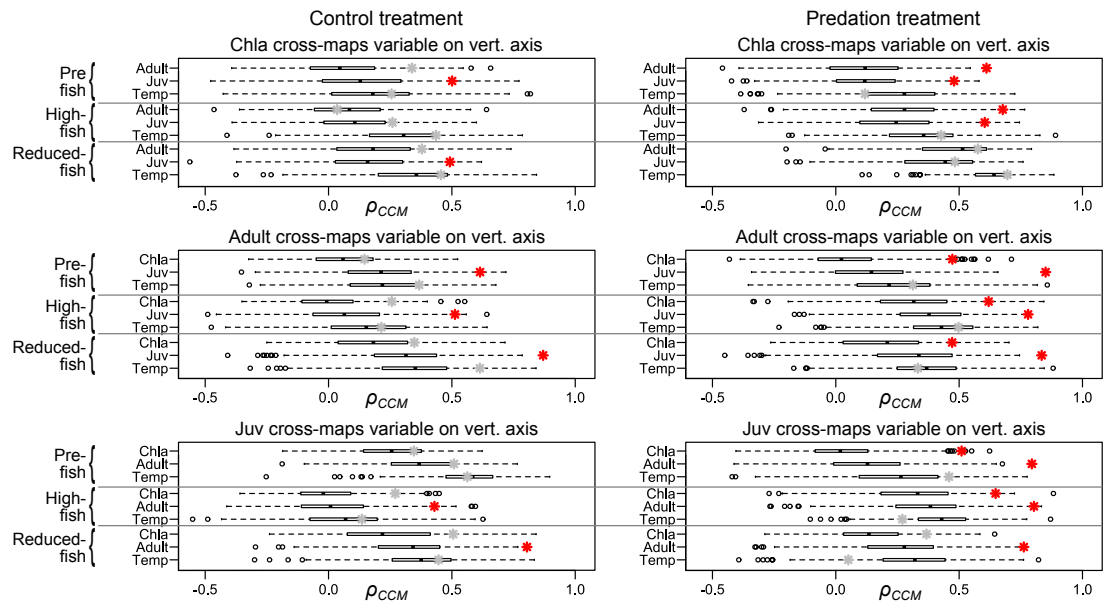 Control treatment Predation treatment
Chla cross-maps variable on vert. axis Chla cross-maps variable on vert. axis
Pre
fish
Adult
Juv
Temp
High-
fish
Adult
Juv
Temp
Reduced-
fish
Adult
Juv
Temp
-0.5 0.0 0.5 1.0
ρCCM
Adult
Juv
Temp
Adult
Juv
Temp
Adult
Juv
Temp
-0.5 0.0 0.5 1.0
ρCCM
Adult cross-maps variable on vert. axis Adult cross-maps variable on vert. axis
Pre-
fish
Chla
Juv
Temp
High-
fish
Chla
Juv
Temp
Reduced-
fish
Chla
Juv
Temp
-0.5 0.0 0.5 1.0
ρCCM
Chla
Juv
Temp
Chla
Juv
Temp
Chla
Juv
Temp
-0.5 0.0 0.5 1.0
ρCCM
Juv cross-maps variable on vert. axis Juv cross-maps variable on vert. axis
Pre-
fish
Chla
Adult
Temp
High-
fish
Chla
Adult
Temp
Reduced-
fish
Chla
Adult
Temp
-0.5 0.0 0.5 1.0
ρCCM
Chla
Adult
Temp
Chla
Adult
Temp
Chla
Adult
Temp
-0.5 0.0 0.5 1.0
ρCCM